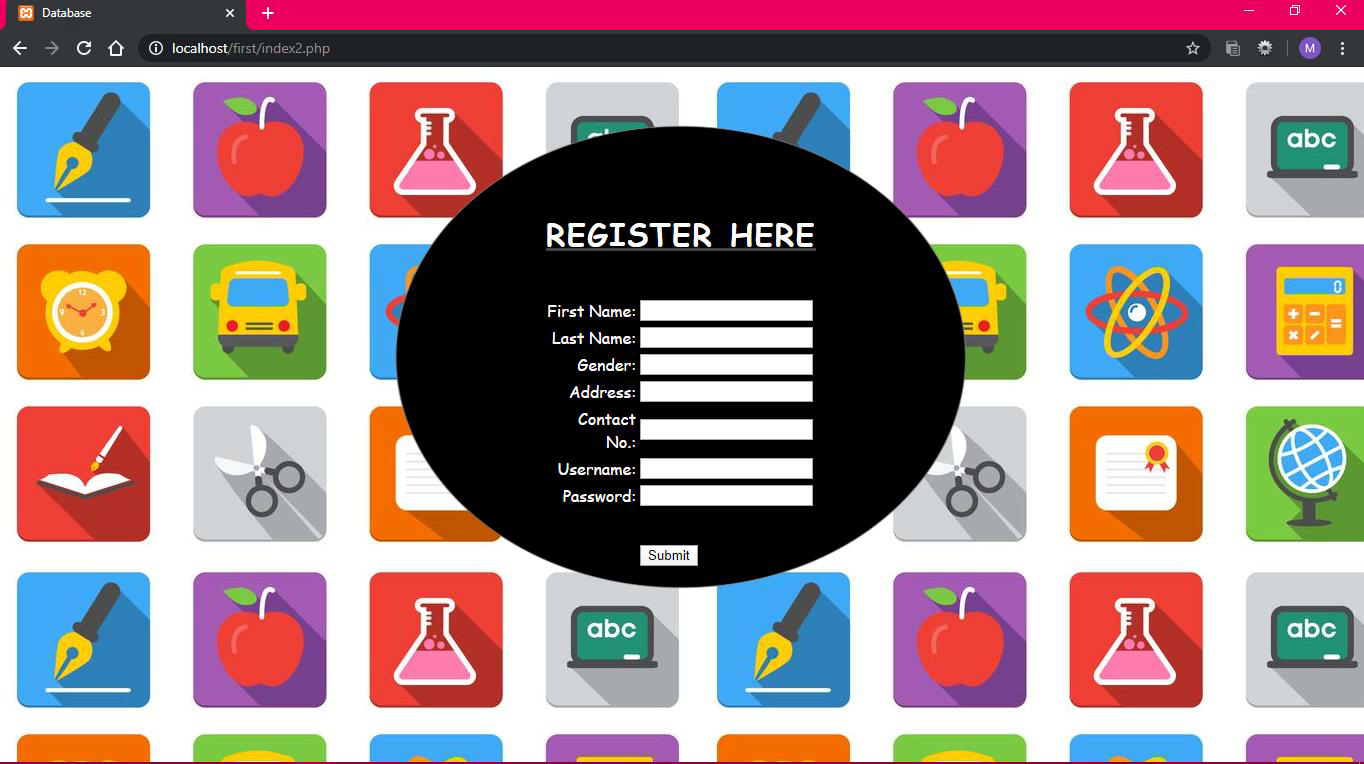 Database
localhost/first/index2.php
M
abc
abc
12
9
3
6
0
REGISTER HERE
First Name:
Last Name:
Gender:
Address:
Contact
No.:
Username:
Password:
Submit
abc
abc